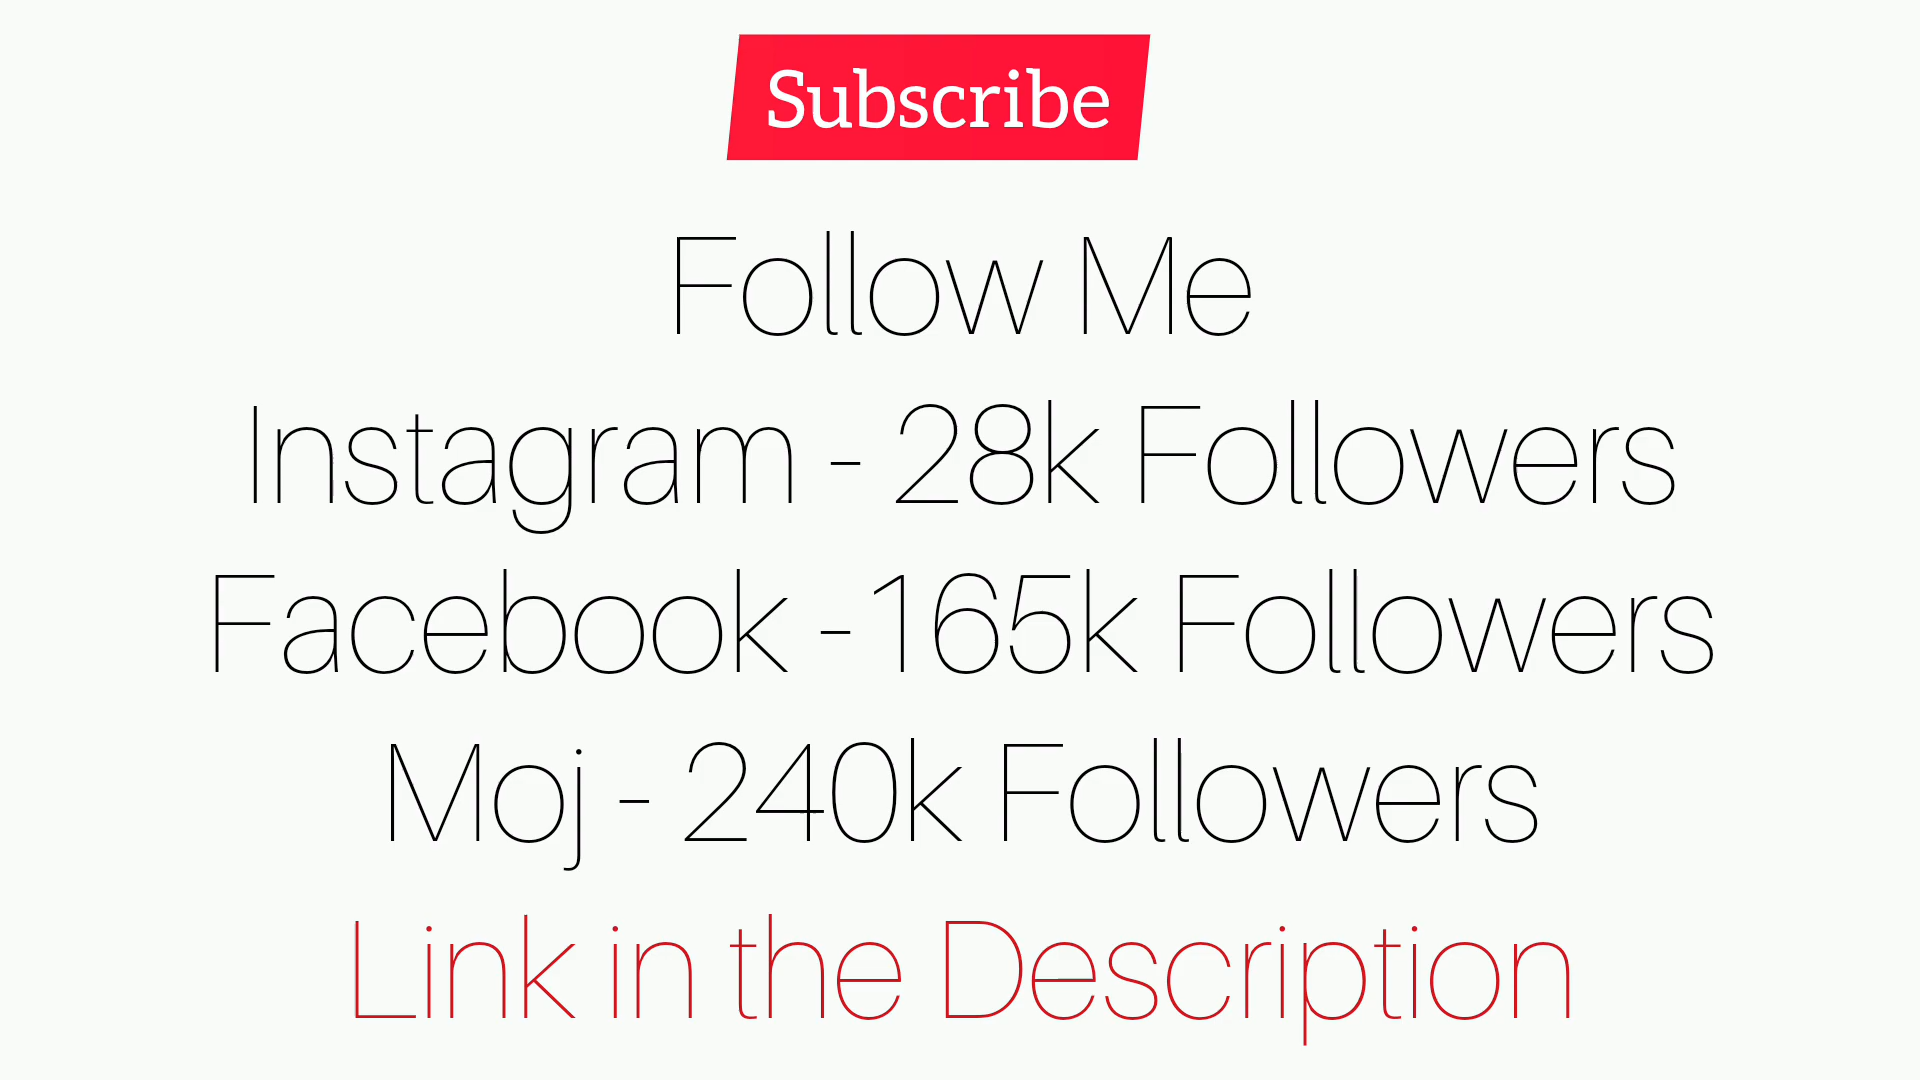 Subscribe
Follow Me
Instagram - 28k Followers
Facebook -165k Followers
Moj - 240k Followers
Link in the Description